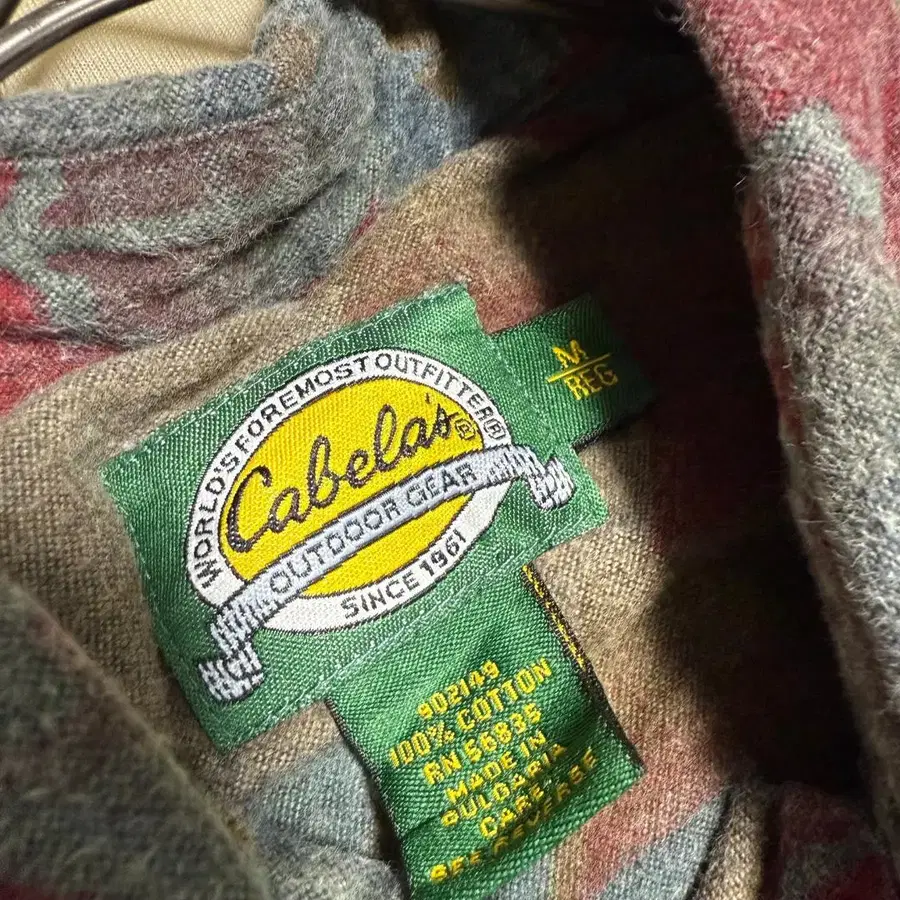 WORLD'S FOREMOST OUTFITTER®
Cabela's®
OUTDOOR GEAR
SINCE 1961
M
REG
902149
100% COTTON
RN 56835
MADE IN
BULGARIA
CARE:
SEE REVERSE